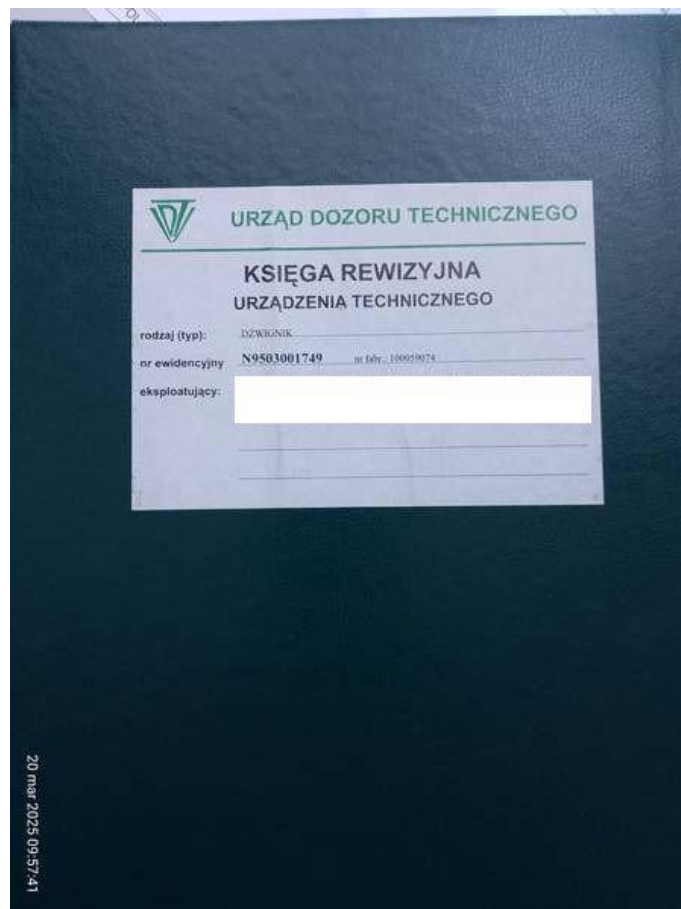 UDT URZĄD DOZORU TECHNICZNEGO
KSIĘGA REWIZYJNA
URZĄDZENIA TECHNICZNEGO
rodzaj (typ): DŹWIGNIK
nr ewidencyjny N9503001749 nr fabr.: 100059074
eksploatujący:
20 mar 2025 09:57:41